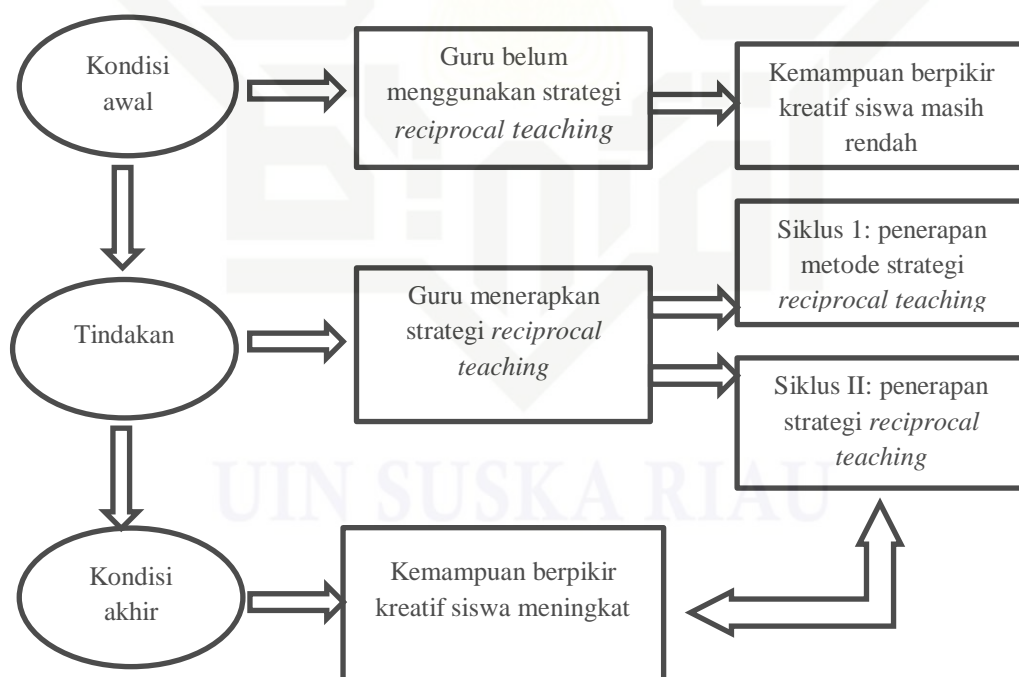 Kondisi
awal
Guru belum
menggunakan strategi
reciprocal teaching
Kemampuan berpikir
kreatif siswa masih
rendah
Tindakan
Guru menerapkan
strategi reciprocal
teaching
Siklus 1: penerapan
metode strategi
reciprocal teaching
Siklus II: penerapan
strategi reciprocal
teaching
UIN SUSKA RIAU
Kondisi
akhir
Kemampuan berpikir
kreatif siswa meningkat